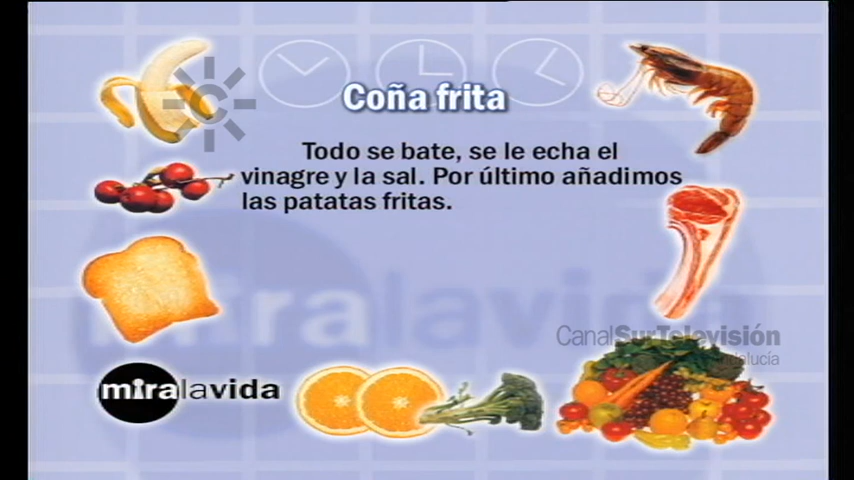 Coña frita
Todo se bate, se le echa el
vinagre y la sal. Por último añadimos
las patatas fritas.
miralavida
CanalSurTelevisión
miralavida